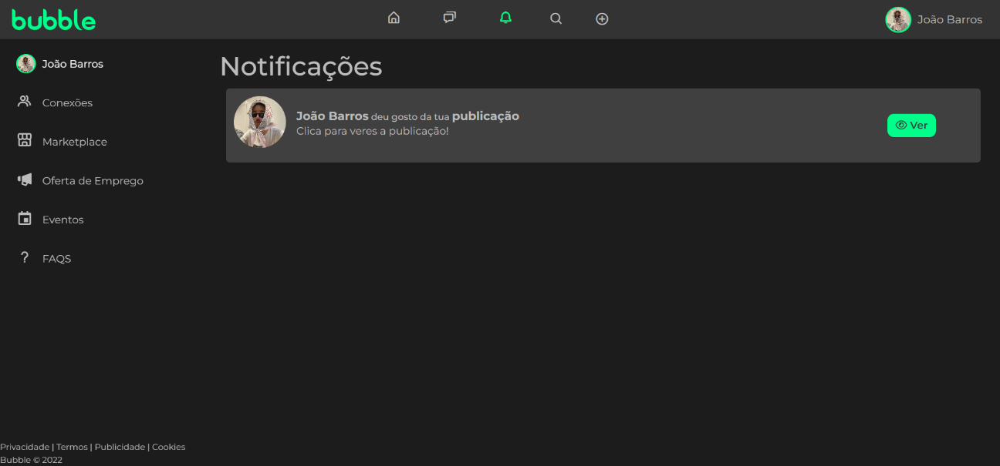 bubble
João Barros
João Barros
Conexões
Marketplace
Oferta de Emprego
Eventos
? FAQS
Notificações
João Barros deu gosto da tua publicação
Clica para veres a publicação!
Ver
Privacidade | Termos | Publicidade | Cookies
Bubble © 2022